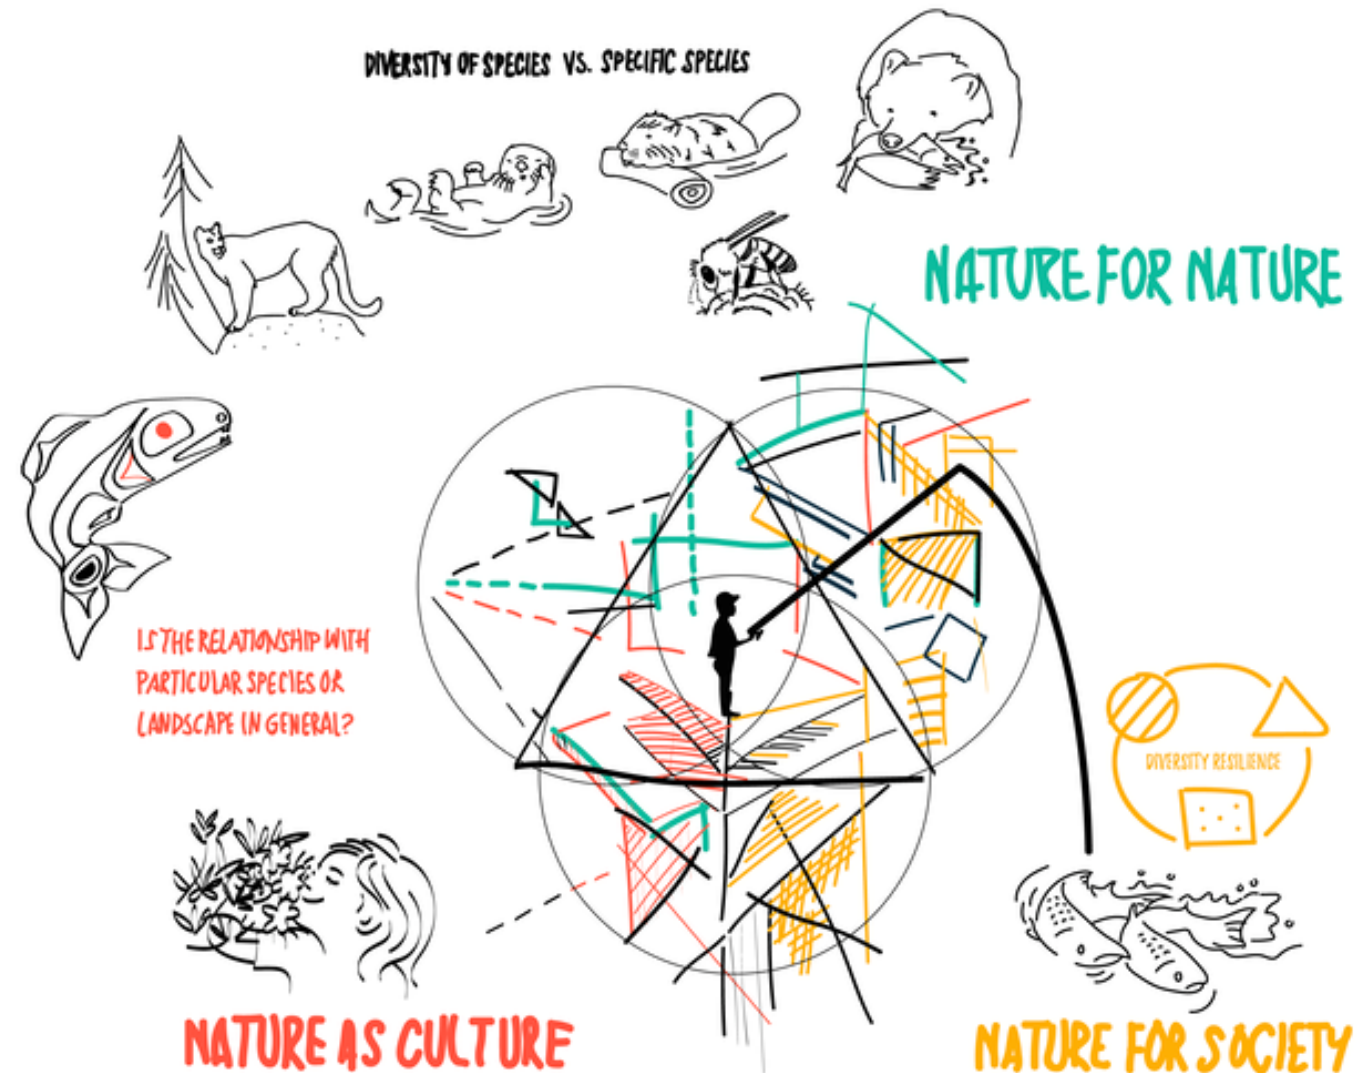 DIVERSITY OF SPECIES VS. SPECIFIC SPECIES
NATURE FOR NATURE
IS THE RELATIONSHIP WITH
PARTICULAR SPECIES OR
LANDSCAPE IN GENERAL?
DIVERSITY RESILIENCE
NATURE AS CULTURE
NATURE FOR SOCIETY